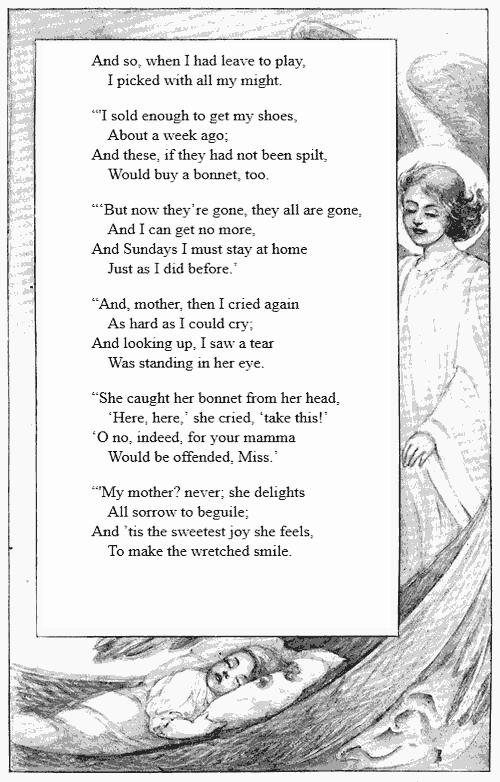 And so, when I had leave to play,
I picked with all my might.
“‘I sold enough to get my shoes,
About a week ago;
And these, if they had not been spilt,
Would buy a bonnet, too.
“‘But now they’re gone, they all are gone,
And I can get no more,
And Sundays I must stay at home
Just as I did before.’
“And, mother, then I cried again
As hard as I could cry;
And looking up, I saw a tear
Was standing in her eye.
“She caught her bonnet from her head,
‘Here, here,’ she cried, ‘take this!’
‘O no, indeed, for your mamma
Would be offended, Miss.’
“‘My mother? never; she delights
All sorrow to beguile;
And ’tis the sweetest joy she feels,
To make the wretched smile.